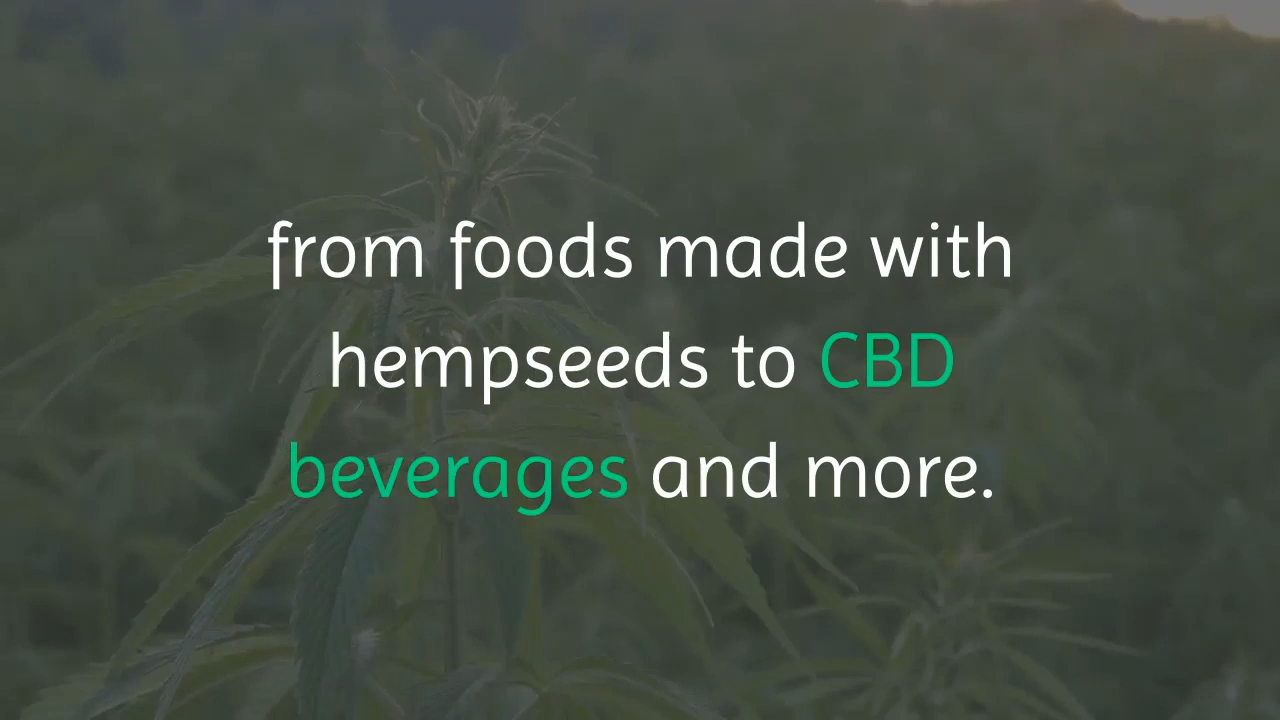 from foods made with
hempseeds to CBD
beverages and more.